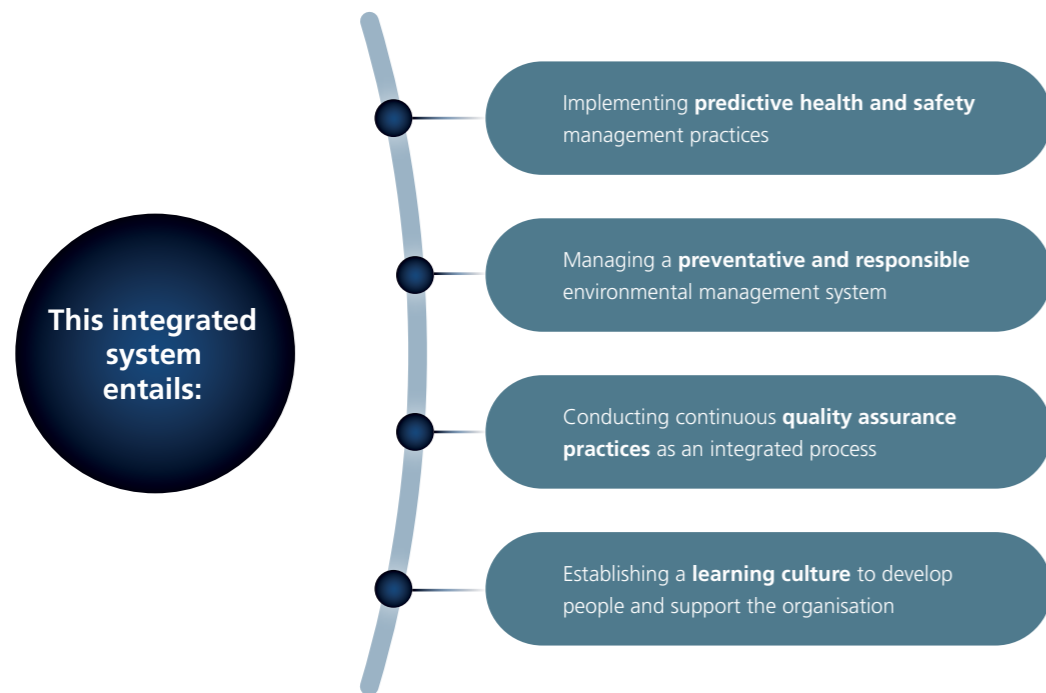 This integrated
system
entails:
Implementing predictive health and safety
management practices
Managing a preventative and responsible
environmental management system
Conducting continuous quality assurance
practices as an integrated process
Establishing a learning culture to develop
people and support the organisation